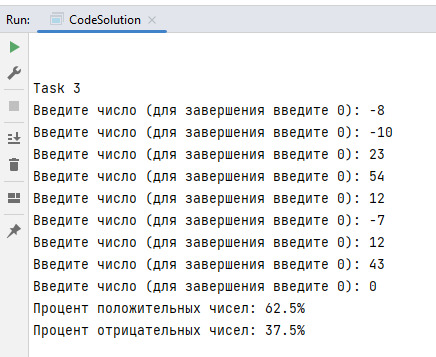 Run: CodeSolution
Task 3
Введите число (для завершения введите 0): -8
Введите число (для завершения введите 0): -10
Введите число (для завершения введите 0): 23
Введите число (для завершения введите 0): 54
Введите число (для завершения введите 0): 12
Введите число (для завершения введите 0): -7
Введите число (для завершения введите 0): 12
Введите число (для завершения введите 0): 43
Введите число (для завершения введите 0): 0
Процент положительных чисел: 62.5%
Процент отрицательных чисел: 37.5%